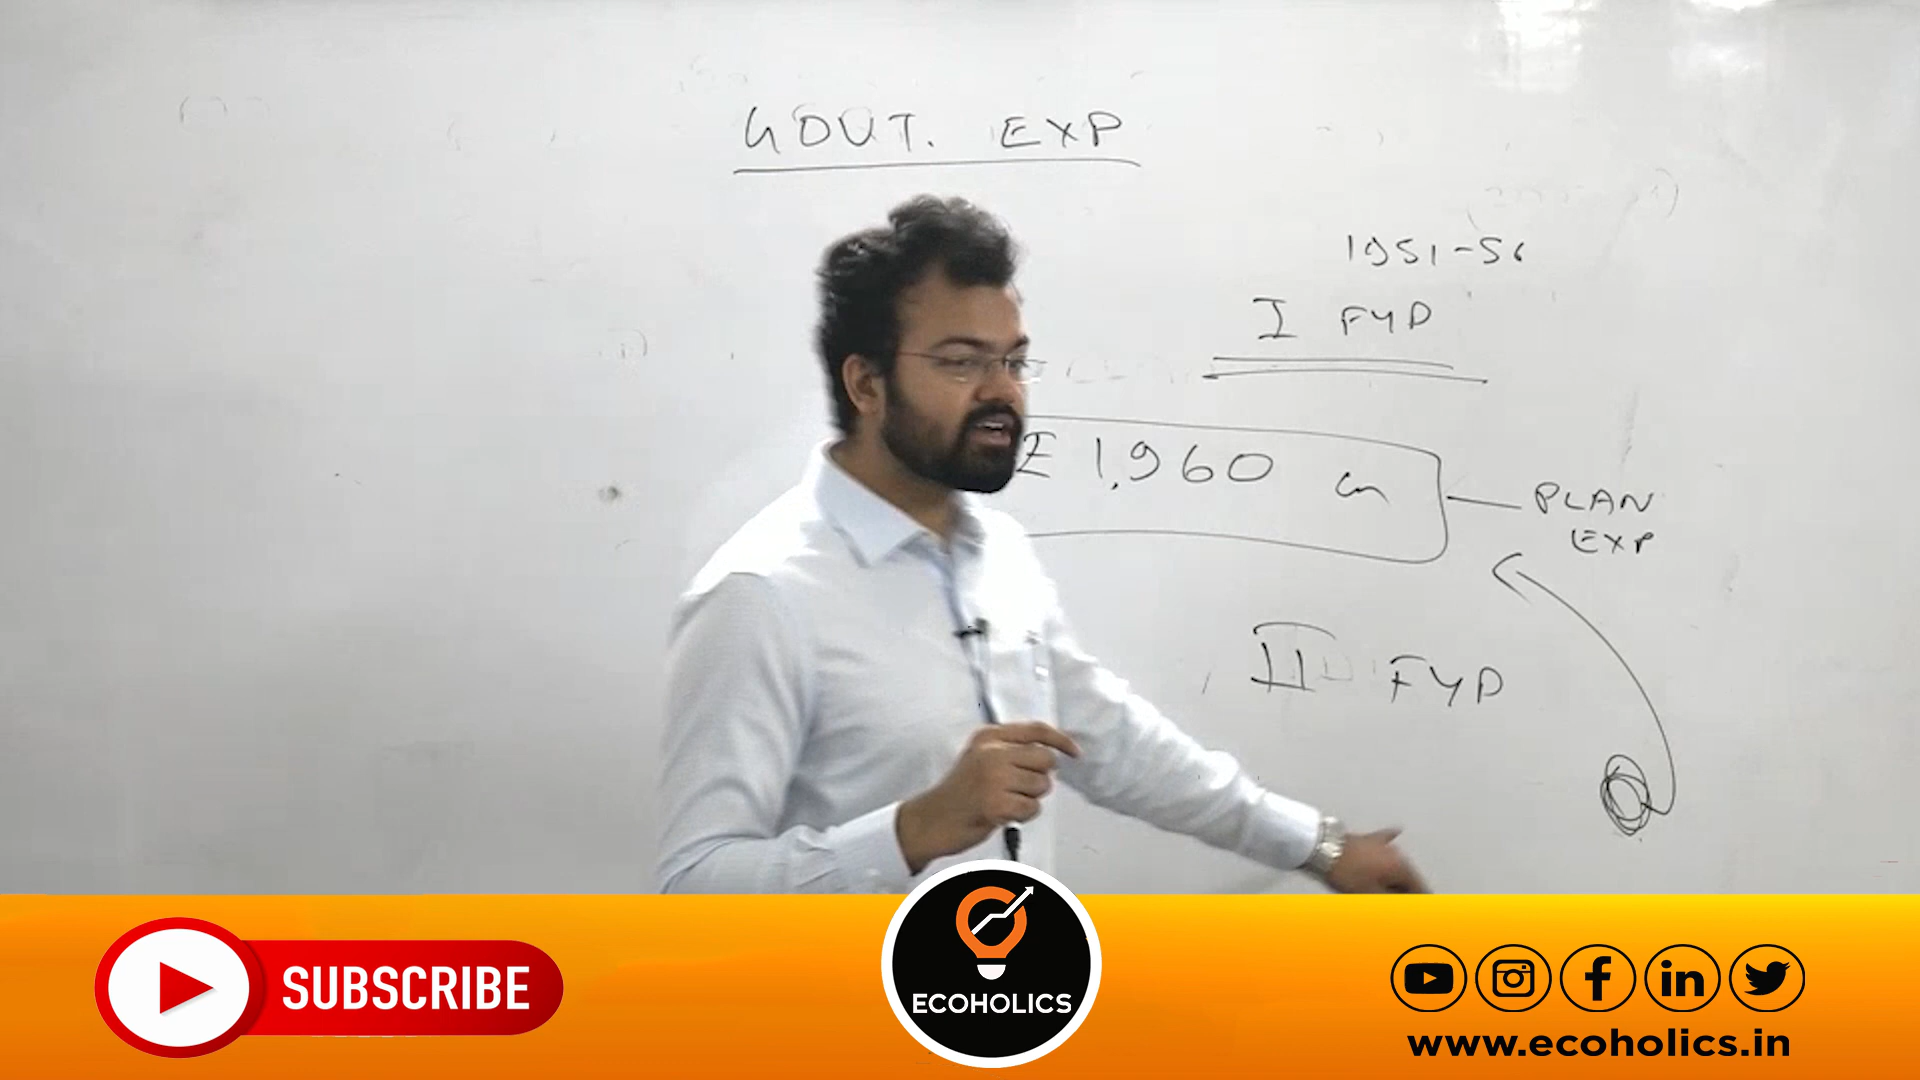 GOVT. EXP
1951-56
I FYP
₹ 1,960 cr
PLAN
EXP
II FYP
SUBSCRIBE
ECOHOLICS
www.ecoholics.in